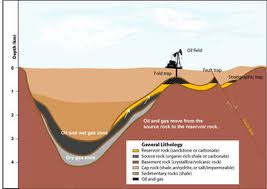 Oil field
Fold trap
Fault trap
Stratigraphic trap
Depth (km)
0
1
2
3
4
Oil and wet gas zone
Dry gas zone
Oil and gas move from the
source rock to the reservoir rock.
General Lithology
Reservoir rock (sandstone or carbonate)
Source rock (organic rich shale or carbonate)
Basement rock (crystalline/volcanic)
Cap rock (shale, anhydrite, or salt/impermeable)
Sedimentary rocks (shale)
Oil and gas